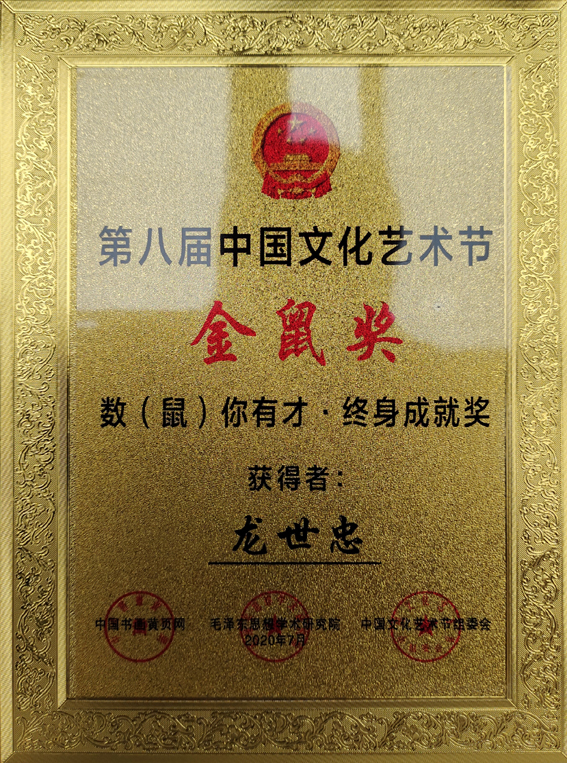 第八届中国文化艺术节
金鼠奖
数（鼠）你有才·终身成就奖
获得者：
龙世忠
中国书画首页网 毛泽东思想学术研究院 中国文化艺术节组委会
2020年7月